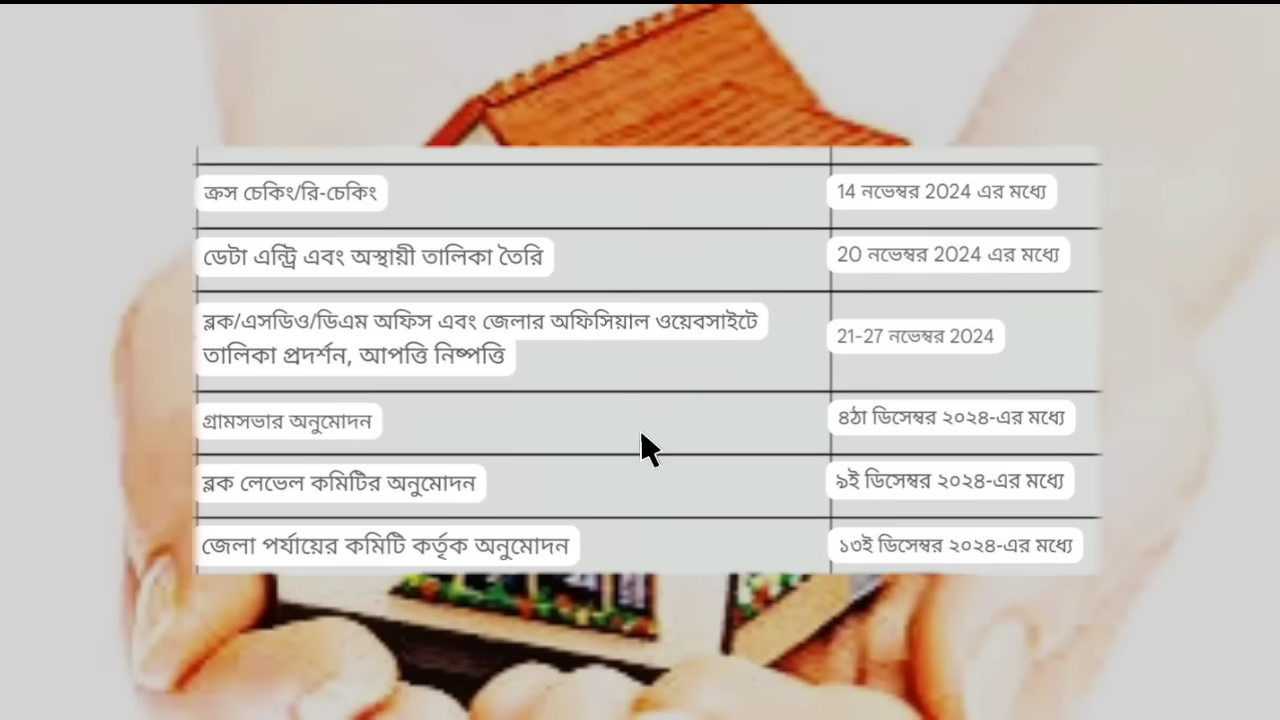 ক্রস চেকিং/রি-চেকিং
14 নভেম্বর 2024 এর মধ্যে
ডেটা এন্ট্রি এবং অস্থায়ী তালিকা তৈরি
20 নভেম্বর 2024 এর মধ্যে
ব্লক/এসডিও/ডিএম অফিস এবং জেলার অফিসিয়াল ওয়েবসাইটে
তালিকা প্রদর্শন, আপত্তি নিষ্পত্তি
21-27 নভেম্বর 2024
গ্রামসভার অনুমোদন
৪ঠা ডিসেম্বর ২০২৪-এর মধ্যে
ব্লক লেভেল কমিটির অনুমোদন
৯ই ডিসেম্বর ২০২৪-এর মধ্যে
জেলা পর্যায়ের কমিটি কর্তৃক অনুমোদন
১৩ই ডিসেম্বর ২০২৪-এর মধ্যে